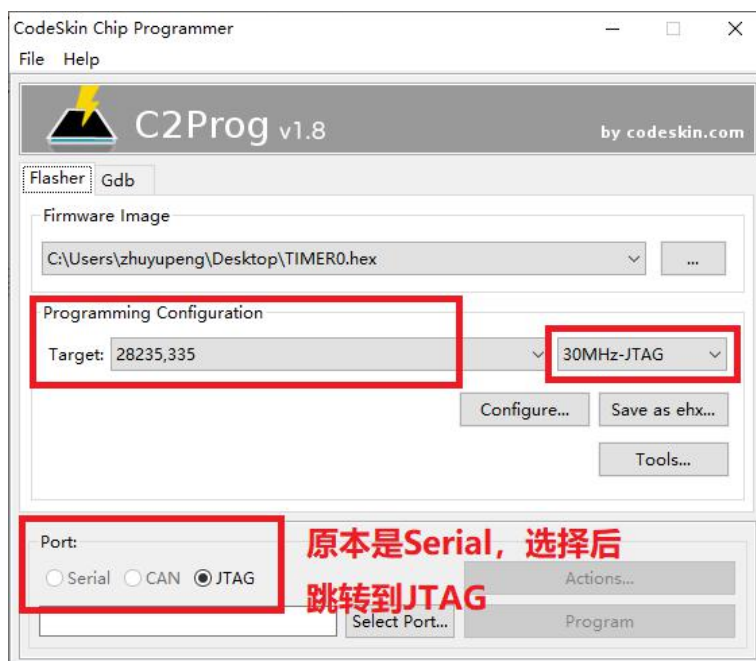 CodeSkin Chip Programmer
File Help
C2Prog v1.8
by codeskin.com
Flasher Gdb
Firmware Image
C:\Users\zhuyupeng\Desktop\TIMER0.hex ...
Programming Configuration
Target: 28235,335 30MHz-JTAG
Configure... Save as ehx...
Tools...
Port:
Serial CAN JTAG
原本是Serial，选择后
跳转到JTAG
Actions...
Select Port... Program